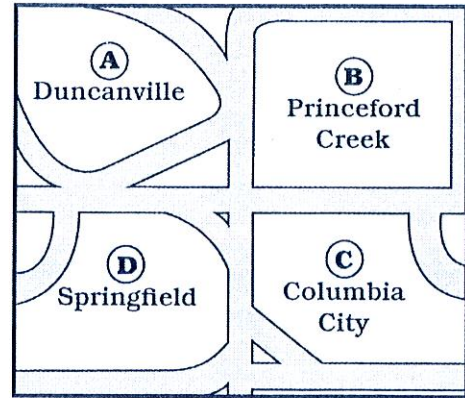 A
Duncanville
B
Princeford
Creek
D
Springfield
C
Columbia
City